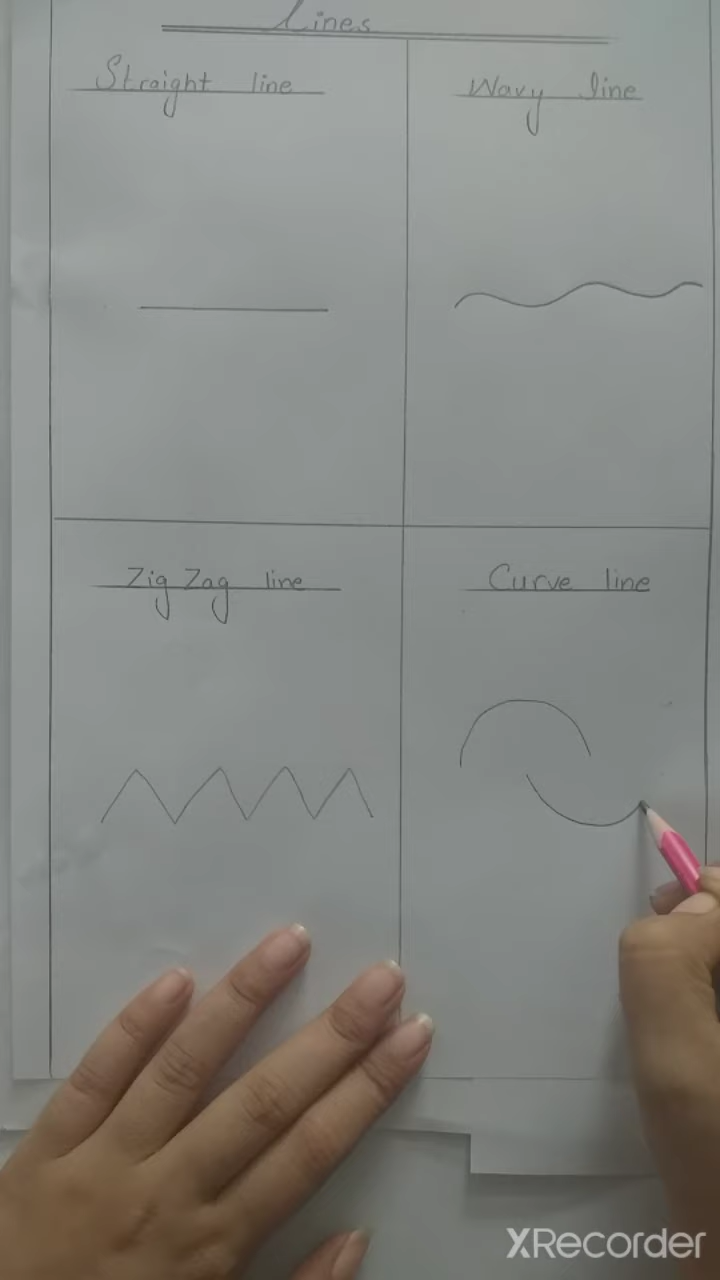 Lines
Straight line
Wavy line
Zig Zag line
Curve line
XRecorder